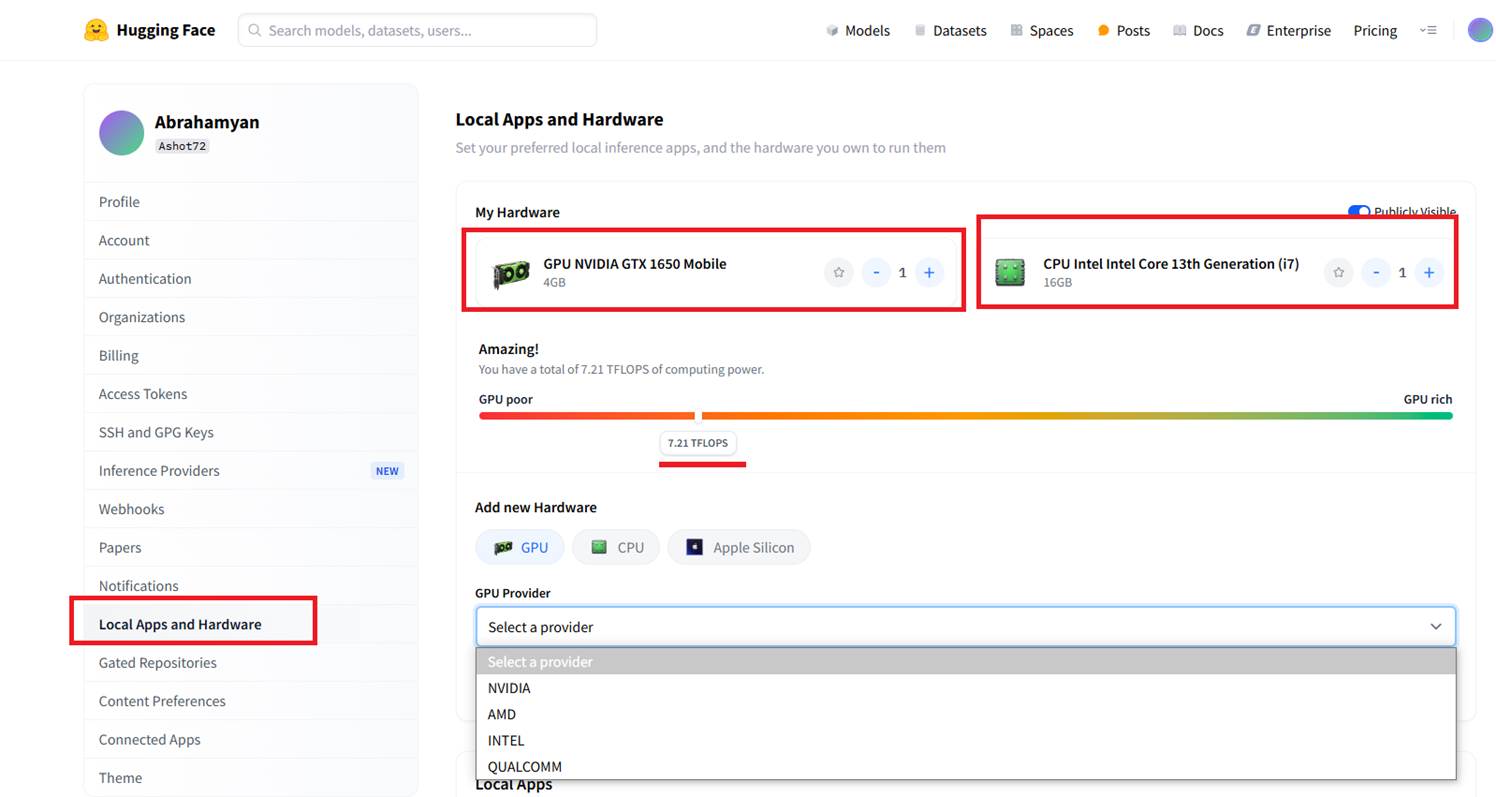 Hugging Face
Search models, datasets, users...
Models
Datasets
Spaces
Posts
Docs
Enterprise
Pricing
Abrahamyan
Ashot72
Profile
Account
Authentication
Organizations
Billing
Access Tokens
SSH and GPG Keys
Inference Providers NEW
Webhooks
Papers
Notifications
Local Apps and Hardware
Gated Repositories
Content Preferences
Connected Apps
Theme
Local Apps and Hardware
Set your preferred local inference apps, and the hardware you own to run them
My Hardware
Publicly Visible
GPU NVIDIA GTX 1650 Mobile
4GB
- 1 +
CPU Intel Intel Core 13th Generation (i7)
16GB
- 1 +
Amazing!
You have a total of 7.21 TFLOPS of computing power.
GPU poor
GPU rich
7.21 TFLOPS
Add new Hardware
GPU
CPU
Apple Silicon
GPU Provider
Select a provider
Select a provider
NVIDIA
AMD
INTEL
QUALCOMM
Local Apps